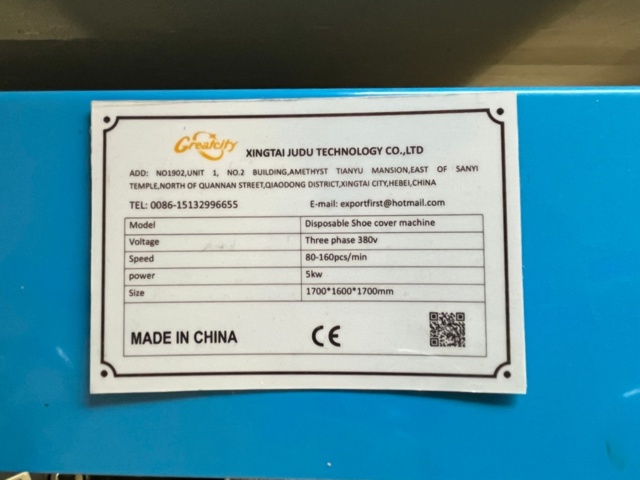 Greatcity XINGTAI JUDU TECHNOLOGY CO.,LTD
ADD: NO1902,UNIT 1, NO.2 BUILDING,AMETHYST TIANYU MANSION,EAST OF SANYI
TEMPLE,NORTH OF QUANNAN STREET,QIAODONG DISTRICT,XINGTAI CITY,HEBEI,CHINA
TEL: 0086-15132996655 E-mail: exportfirst@hotmail.com
Model Disposable Shoe cover machine
Voltage Three phase 380v
Speed 80-160pcs/min
power 5kw
Size 1700*1600*1700mm
MADE IN CHINA CE